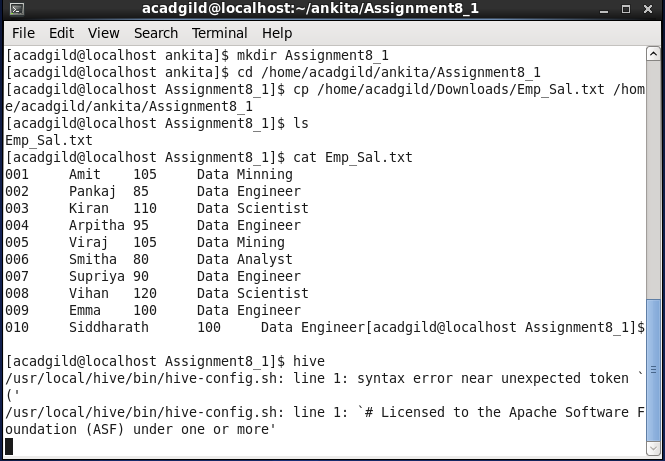 acadgild@localhost:~/ankita/Assignment8_1
File Edit View Search Terminal Help
[acadgild@localhost ankita]$ mkdir Assignment8_1
[acadgild@localhost ankita]$ cd /home/acadgild/ankita/Assignment8_1
[acadgild@localhost Assignment8_1]$ cp /home/acadgild/Downloads/Emp_Sal.txt /hom
e/acadgild/ankita/Assignment8_1
[acadgild@localhost Assignment8_1]$ ls
Emp_Sal.txt
[acadgild@localhost Assignment8_1]$ cat Emp_Sal.txt
001     Amit    105     Data Minning
002     Pankaj  85      Data Engineer
003     Kiran   110     Data Scientist
004     Arpitha 95      Data Engineer
005     Viraj   105     Data Mining
006     Smitha  80      Data Analyst
007     Supriya 90      Data Engineer
008     Vihan   120     Data Scientist
009     Emma    100     Data Engineer
010     Siddharath      100     Data Engineer[acadgild@localhost Assignment8_1]$
[acadgild@localhost Assignment8_1]$ hive
/usr/local/hive/bin/hive-config.sh: line 1: syntax error near unexpected token `
('
/usr/local/hive/bin/hive-config.sh: line 1: `# Licensed to the Apache Software F
oundation (ASF) under one or more'